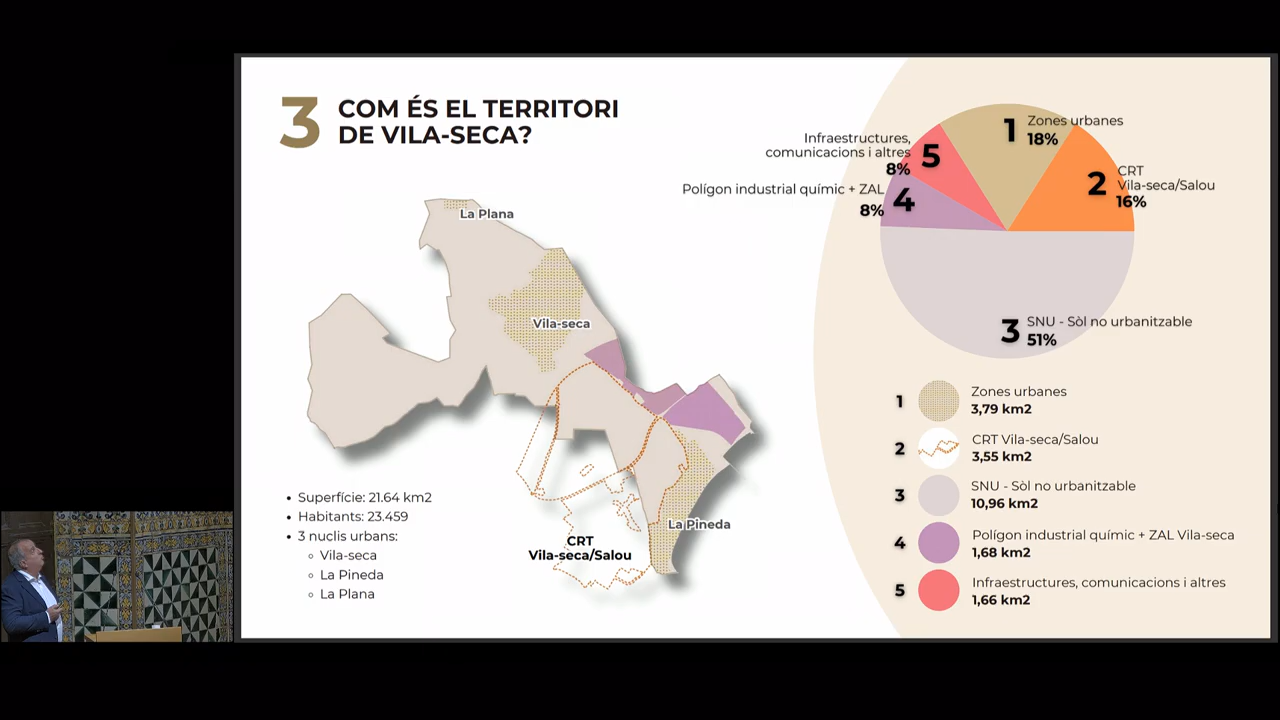 3
COM ÉS EL TERRITORI
DE VILA-SECA?
La Plana
Vila-seca
La Pineda
CRT
Vila-seca/Salou
• Superfície: 21.64 km2
• Habitants: 23.459
• 3 nuclis urbans:
◦ Vila-seca
◦ La Pineda
◦ La Plana
1
Zones urbanes
18%
2
CRT
Vila-seca/Salou
16%
3
SNU - Sòl no urbanitzable
51%
Polígon industrial químic + ZAL
8%
4
Infraestructures,
comunicacions i altres
8%
5
1
Zones urbanes
3,79 km2
2
CRT Vila-seca/Salou
3,55 km2
3
SNU - Sòl no urbanitzable
10,96 km2
4
Polígon industrial químic + ZAL Vila-seca
1,68 km2
5
Infraestructures, comunicacions i altres
1,66 km2